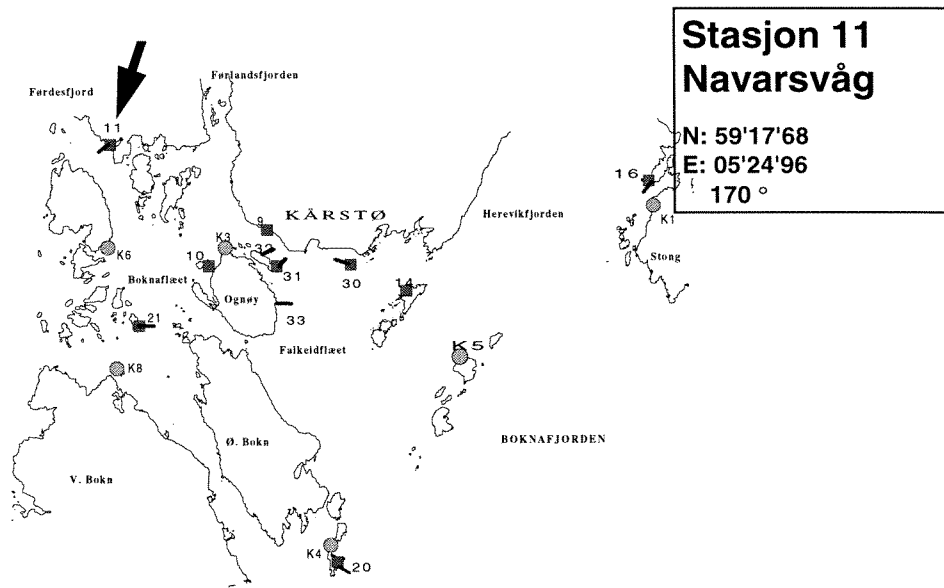 Stasjon 11
Navarsvåg
N: 59'17'68
E: 05'24'96
170 °
Førdesfjord
Førlandsfjorden
11
16
K1
Herevikfjorden
9
KÅRSTØ
K3
32
K6
10
31
30
Stong
Boknaflæet
14
Ognøy
21
33
Falkeidflæet
K5
K8
Ø. Bokn
BOKNAFJORDEN
V. Bokn
K4
20